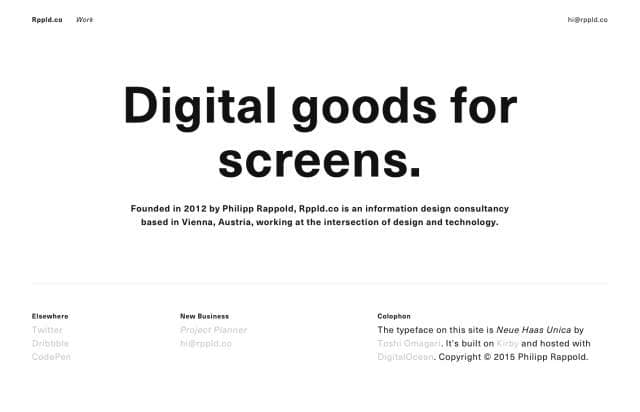 Rppld.co Work hi@rppld.co
Digital goods for
screens.
Founded in 2012 by Philipp Rappold, Rppld.co is an information design consultancy
based in Vienna, Austria, working at the intersection of design and technology.
Elsewhere
Twitter
Dribbble
CodePen
New Business
Project Planner
hi@rppld.co
Colophon
The typeface on this site is Neue Haas Unica by
Toshi Omagari. It's built on Kirby and hosted with
DigitalOcean. Copyright © 2015 Philipp Rappold.